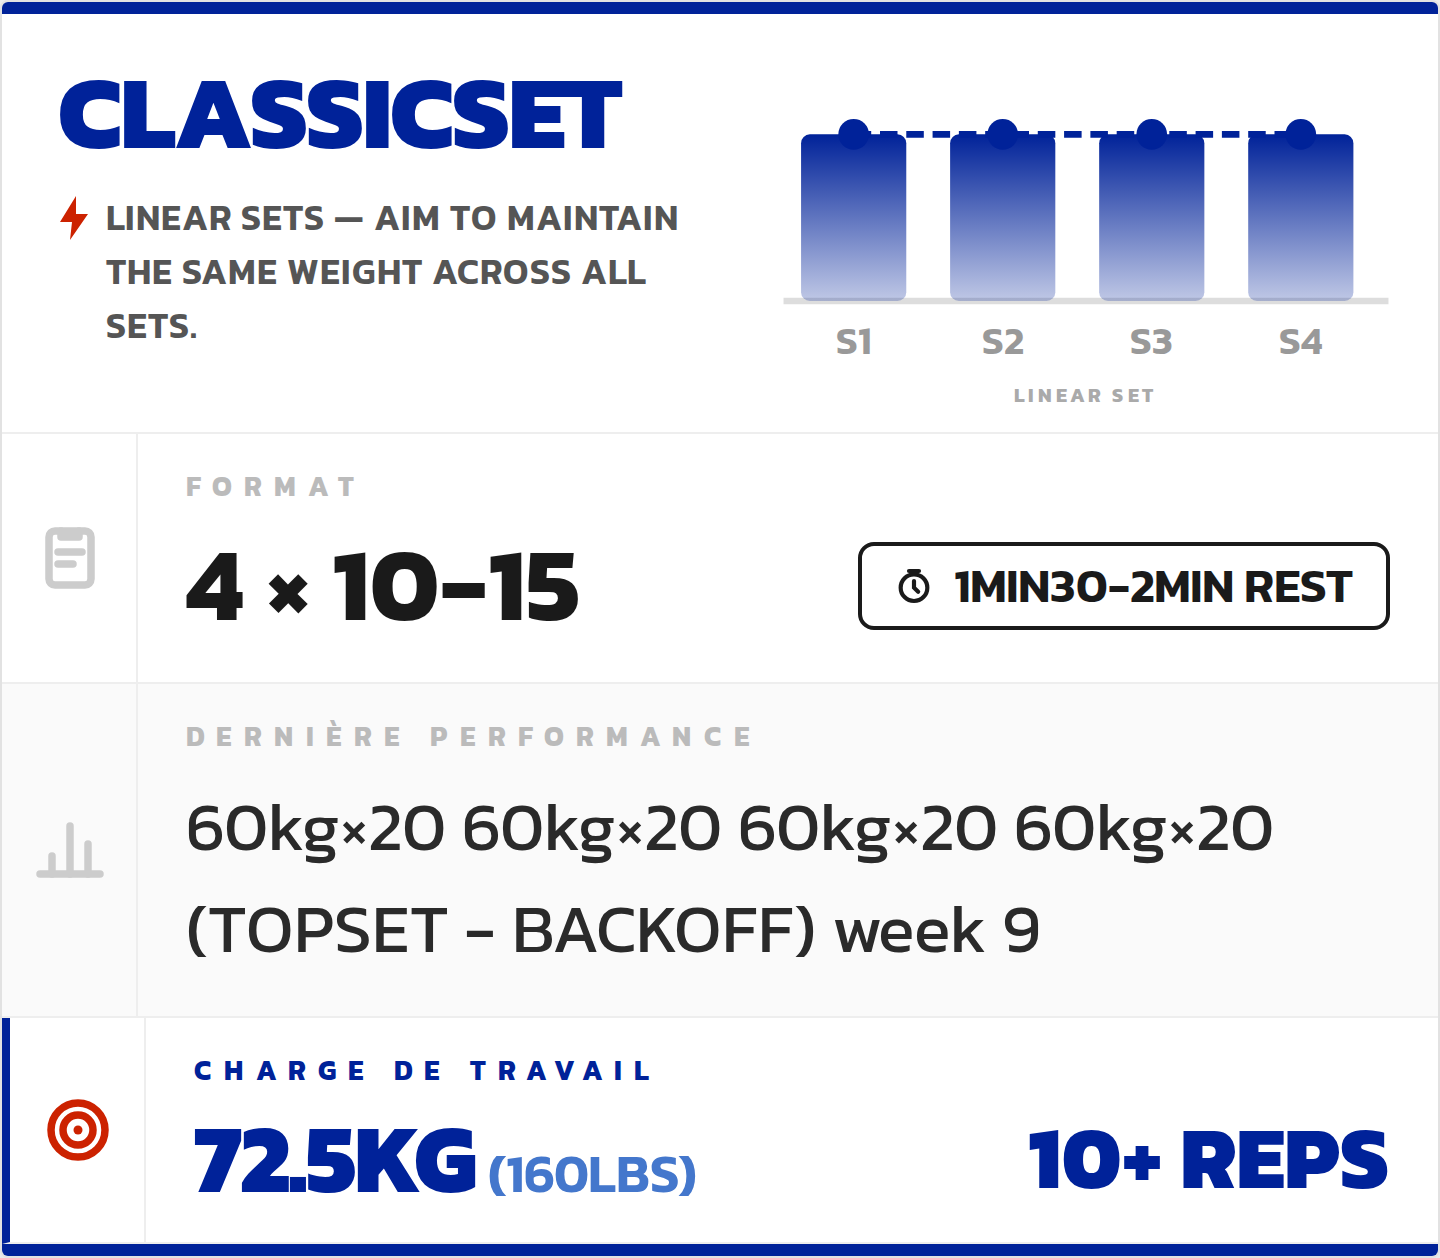 CLASSICSET
LINEAR SETS — AIM TO MAINTAIN
THE SAME WEIGHT ACROSS ALL
SETS.
S1 S2 S3 S4
LINEAR SET
FORMAT
4 × 10–15
1MIN30–2MIN REST
DERNIÈRE PERFORMANCE
60kg×20 60kg×20 60kg×20 60kg×20
(TOPSET – BACKOFF) week 9
CHARGE DE TRAVAIL
72.5KG (160LBS)
10+ REPS